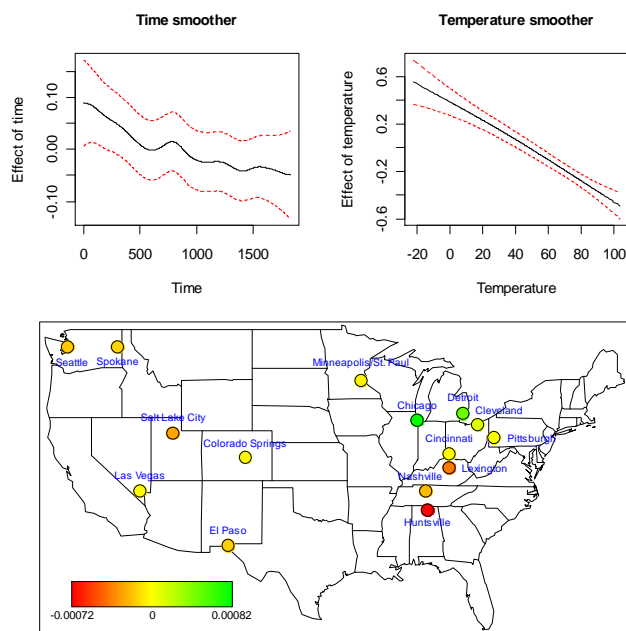 Time smoother
Temperature smoother
Effect of time
0.10
0.00
-0.10
0 500 1000 1500
Time
Effect of temperature
0.6
0.2
-0.2
-0.6
-20 0 20 40 60 80 100
Temperature
Seattle
Spokane
Minneapolis/St. Paul
Chicago
Detroit
Cleveland
Salt Lake City
Colorado Springs
Cincinnati
Pittsburgh
Las Vegas
Nashville
Lexington
El Paso
Huntsville
-0.00072 0 0.00082